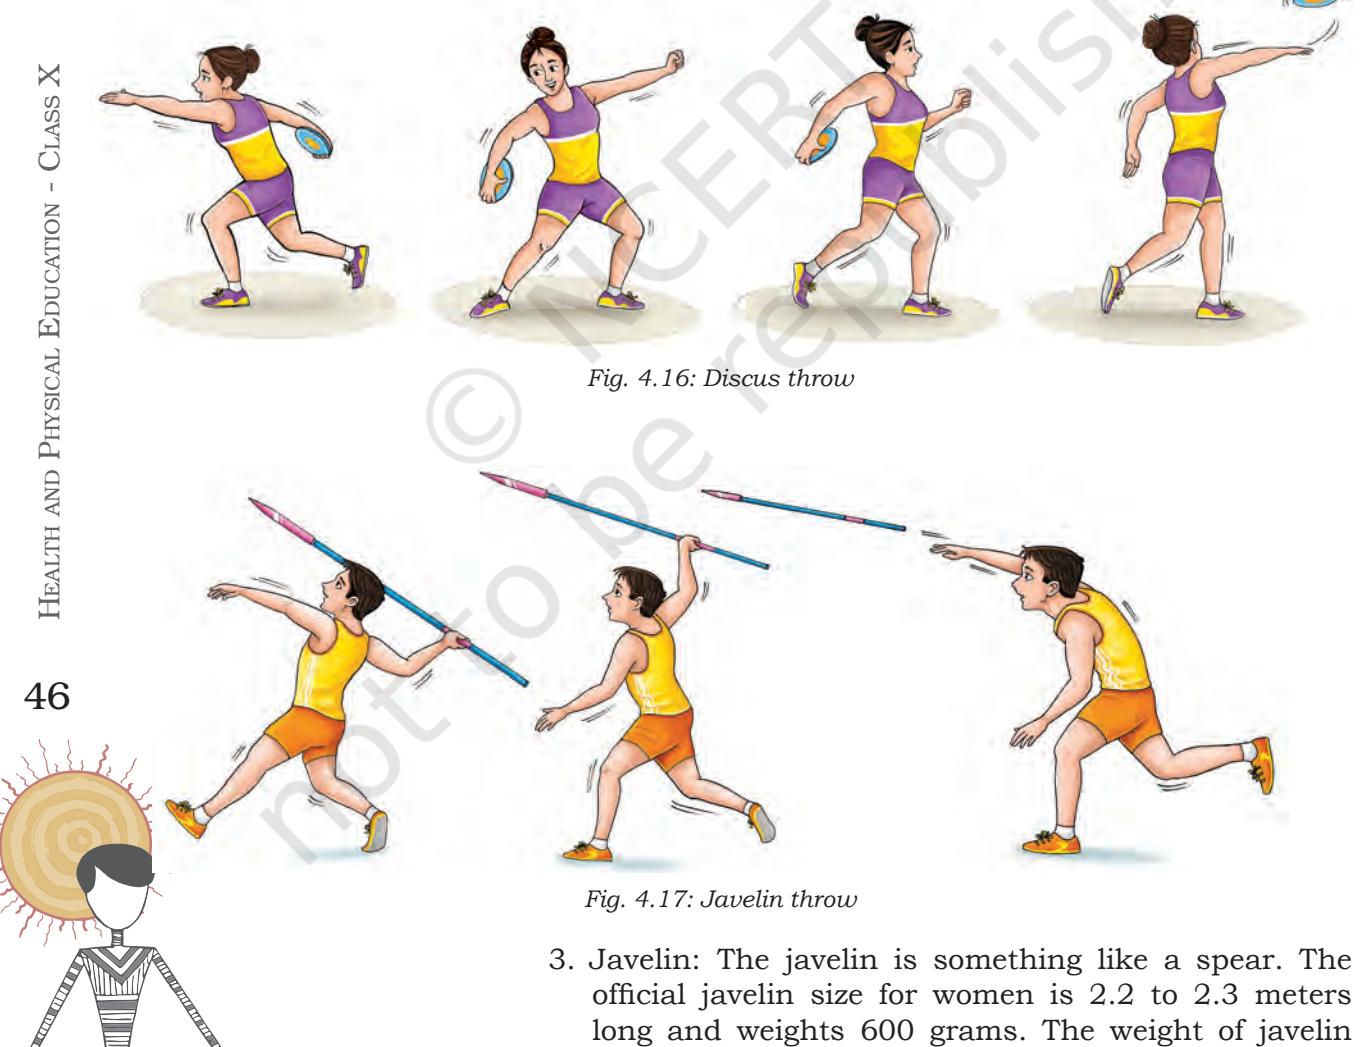 HEALTH AND PHYSICAL EDUCATION - CLASS X
Fig. 4.16: Discus throw
46
Fig. 4.17: Javelin throw
3. Javelin: The javelin is something like a spear. The
official javelin size for women is 2.2 to 2.3 meters
long and weights 600 grams. The weight of javelin
© NCERT
not to be republish